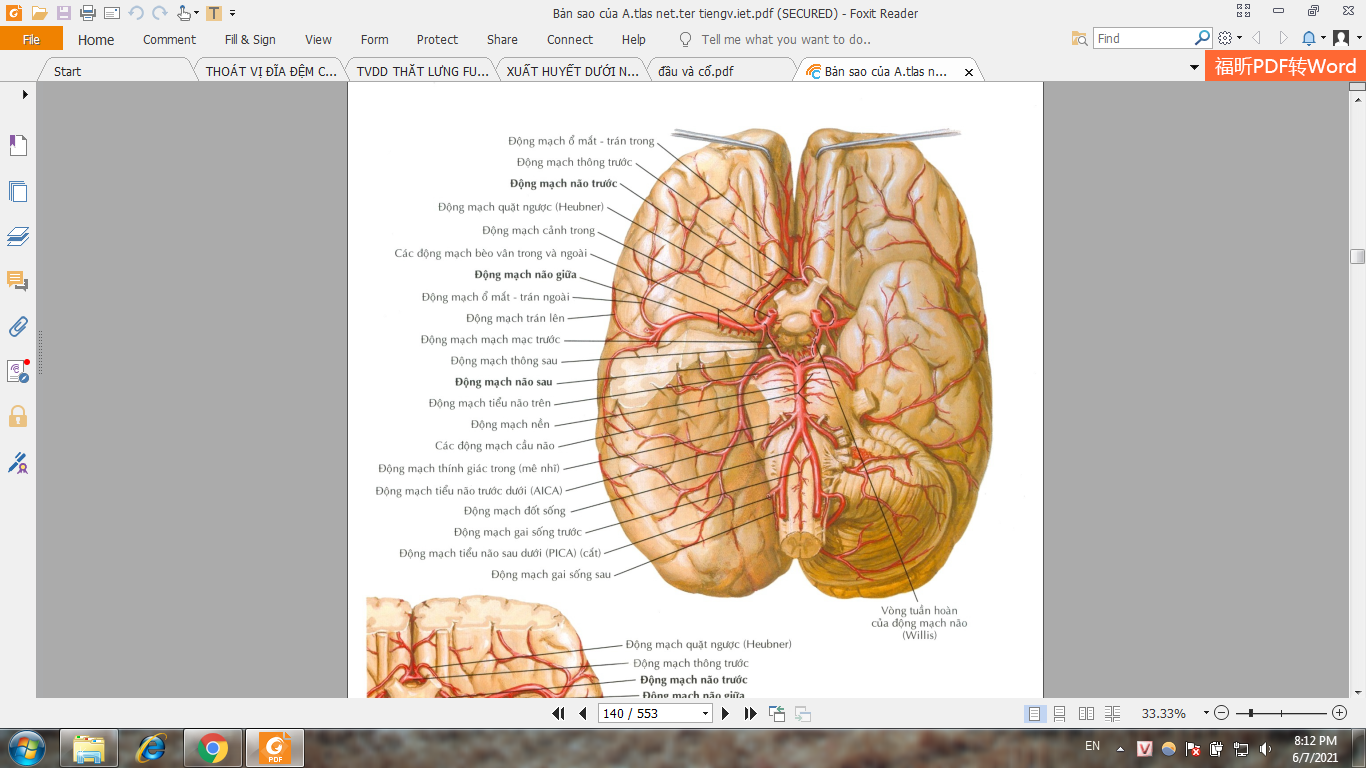 Bản sao của A.tlas net.ter tiengv.iet.pdf (SECURED) - Foxit Reader
File Home Comment Fill & Sign View Form Protect Share Connect Help Tell me what you want to do.. Find
Start THOÁT VỊ ĐĨA ĐỆM C... TVDD THẮT LƯNG FU... XUẤT HUYẾT DƯỚI N... đầu và cổ.pdf Bản sao của A.tlas n... 福昕PDF转Word
Động mạch ổ mắt - trán trong
Động mạch thông trước
Động mạch não trước
Động mạch quặt ngược (Heubner)
Động mạch cảnh trong
Các động mạch bèo vân trong và ngoài
Động mạch não giữa
Động mạch ổ mắt - trán ngoài
Động mạch trán lên
Động mạch mạch mạc trước
Động mạch thông sau
Động mạch não sau
Động mạch tiểu não trên
Động mạch nền
Các động mạch cầu não
Động mạch thính giác trong (mê nhĩ)
Động mạch tiểu não trước dưới (AICA)
Động mạch đốt sống
Động mạch gai sống trước
Động mạch tiểu não sau dưới (PICA) (cắt)
Động mạch gai sống sau
Vòng tuần hoàn
của động mạch não
(Willis)
Động mạch quặt ngược (Heubner)
Động mạch thông trước
Động mạch não trước
Động mạch não giữa
140 / 553 33.33%
PDF
EN 8:12 PM
6/7/2021